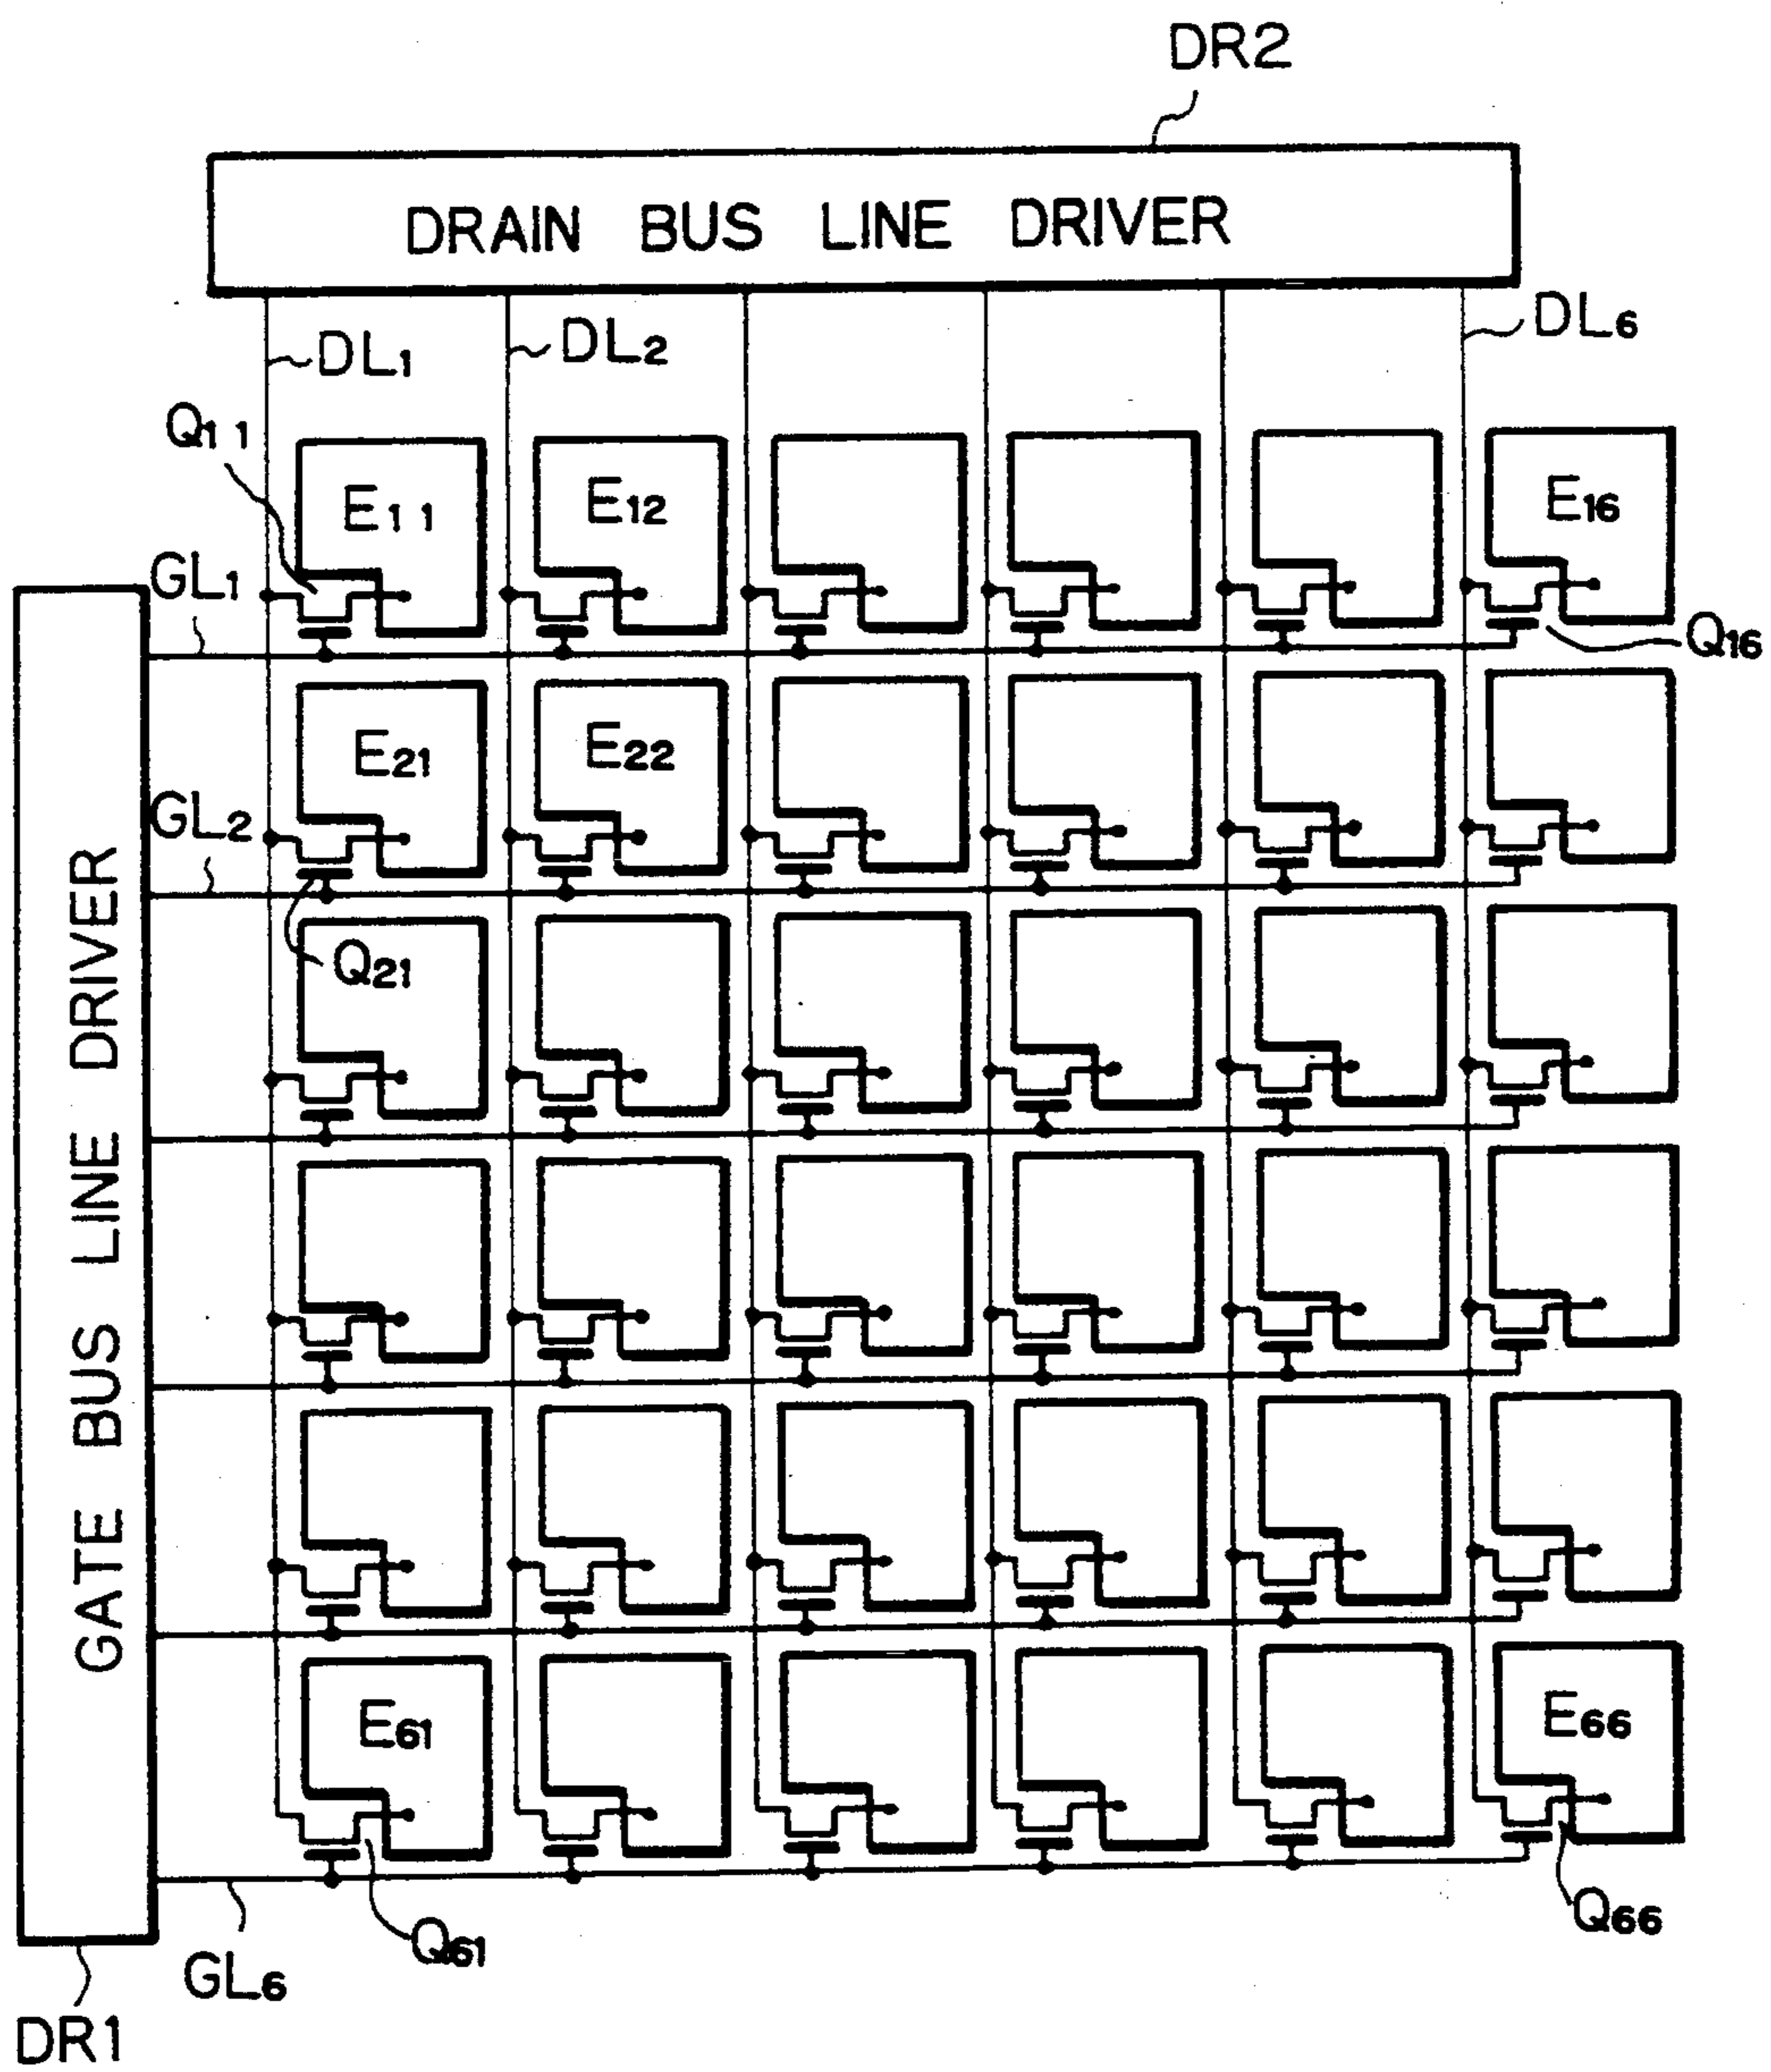 DR2
DRAIN BUS LINE DRIVER
DL1
DL2
DL6
Q11
E11
E12
E16
GL1
Q16
E21
E22
GL2
Q21
GATE BUS LINE DRIVER
E61
E66
Q61
Q66
GL6
DR1